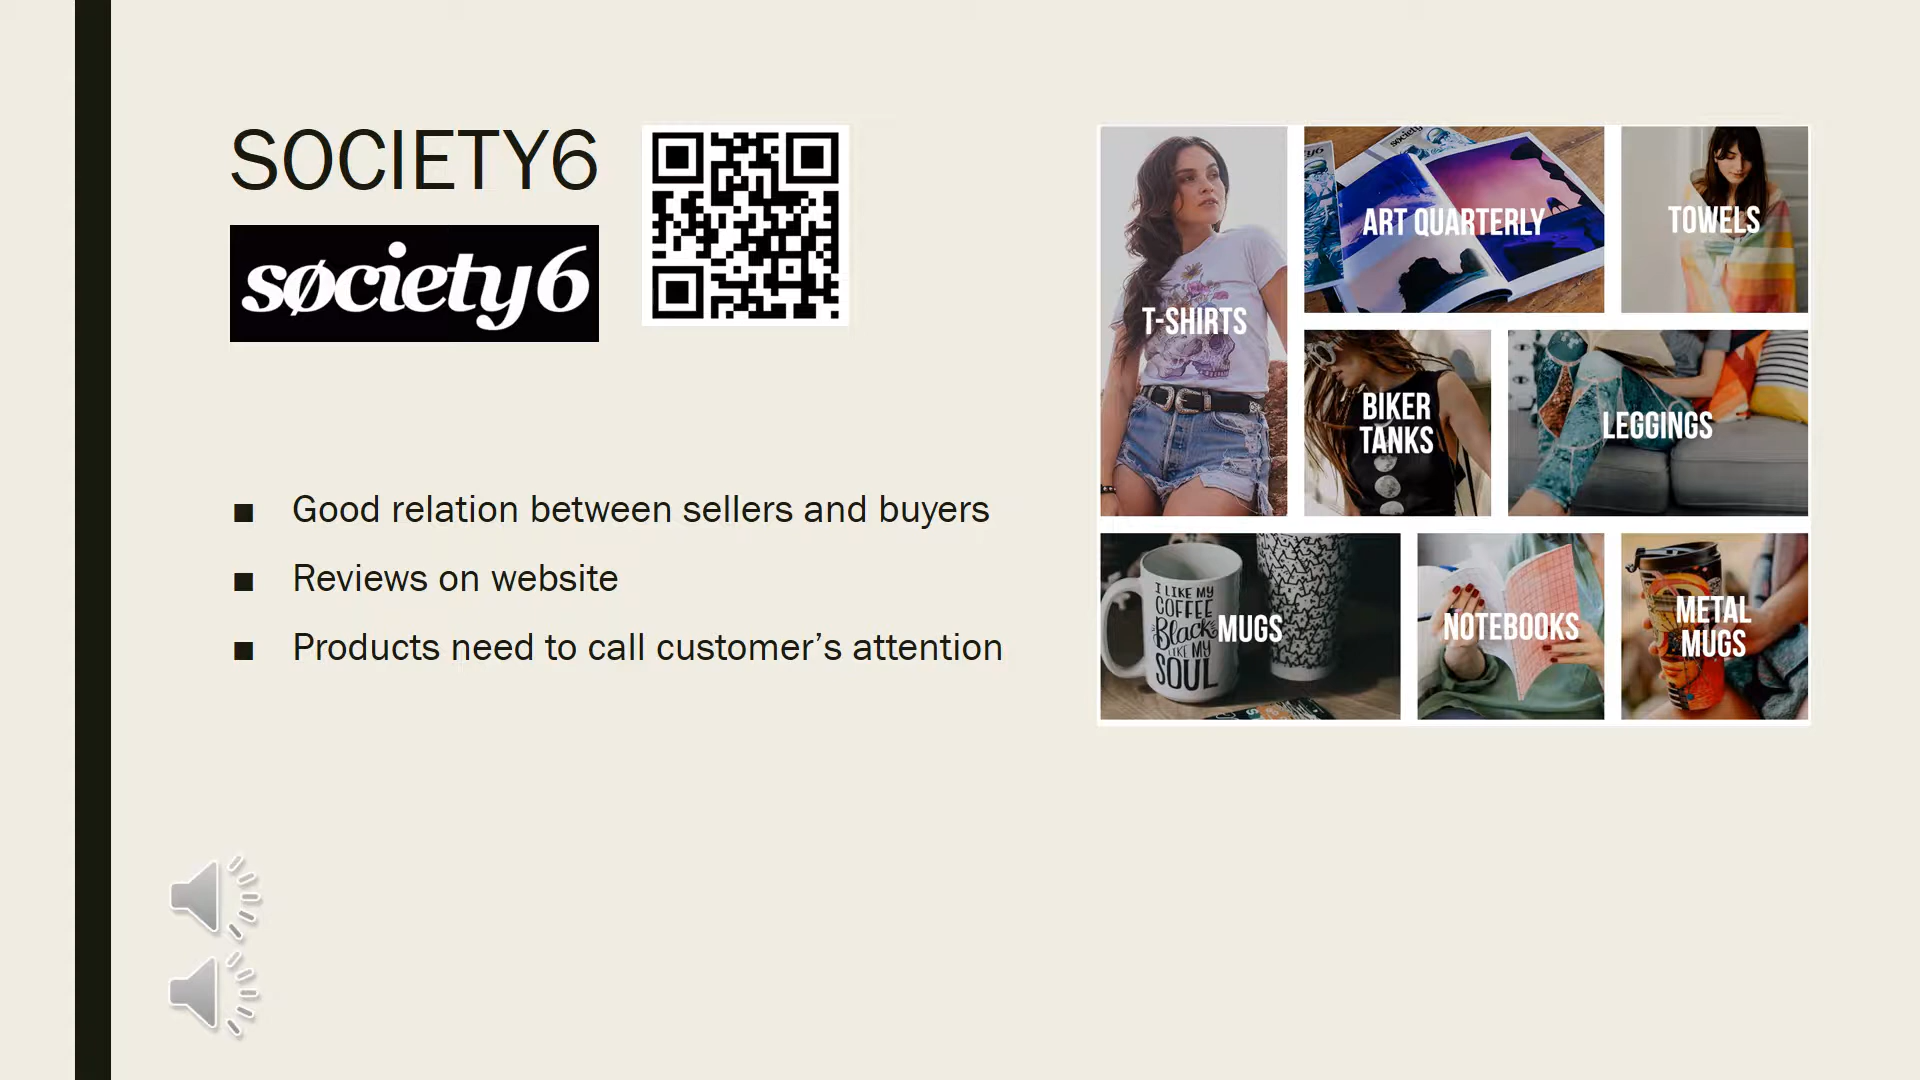 SOCIETY6
søciety6
Good relation between sellers and buyers
Reviews on website
Products need to call customer’s attention
T-SHIRTS
ART QUARTERLY
TOWELS
BIKER
TANKS
LEGGINGS
I LIKE MY
COFFEE
Black
LIKE MY
SOUL
MUGS
NOTEBOOKS
METAL
MUGS